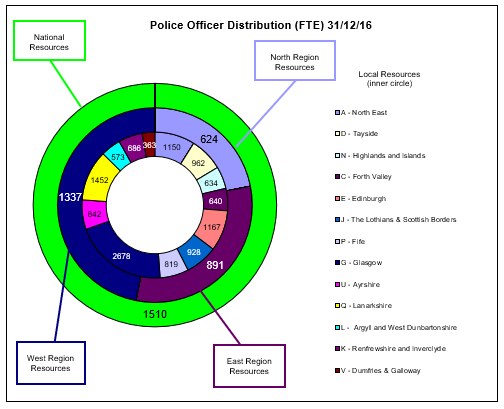 Police Officer Distribution (FTE) 31/12/16
National
Resources
North Region
Resources
Local Resources
(inner circle)
A - North East
D - Tayside
N - Highlands and Islands
C - Forth Valley
E - Edinburgh
J - The Lothians & Scottish Borders
P - Fife
G - Glasgow
U - Ayrshire
Q - Lanarkshire
L - Argyll and West Dunbartonshire
K - Renfrewshire and Inverclyde
V - Dumfries & Galloway
624
1150
962
634
640
1167
928
819
2678
842
1452
573
686
363
1337
891
1510
West Region
Resources
East Region
Resources